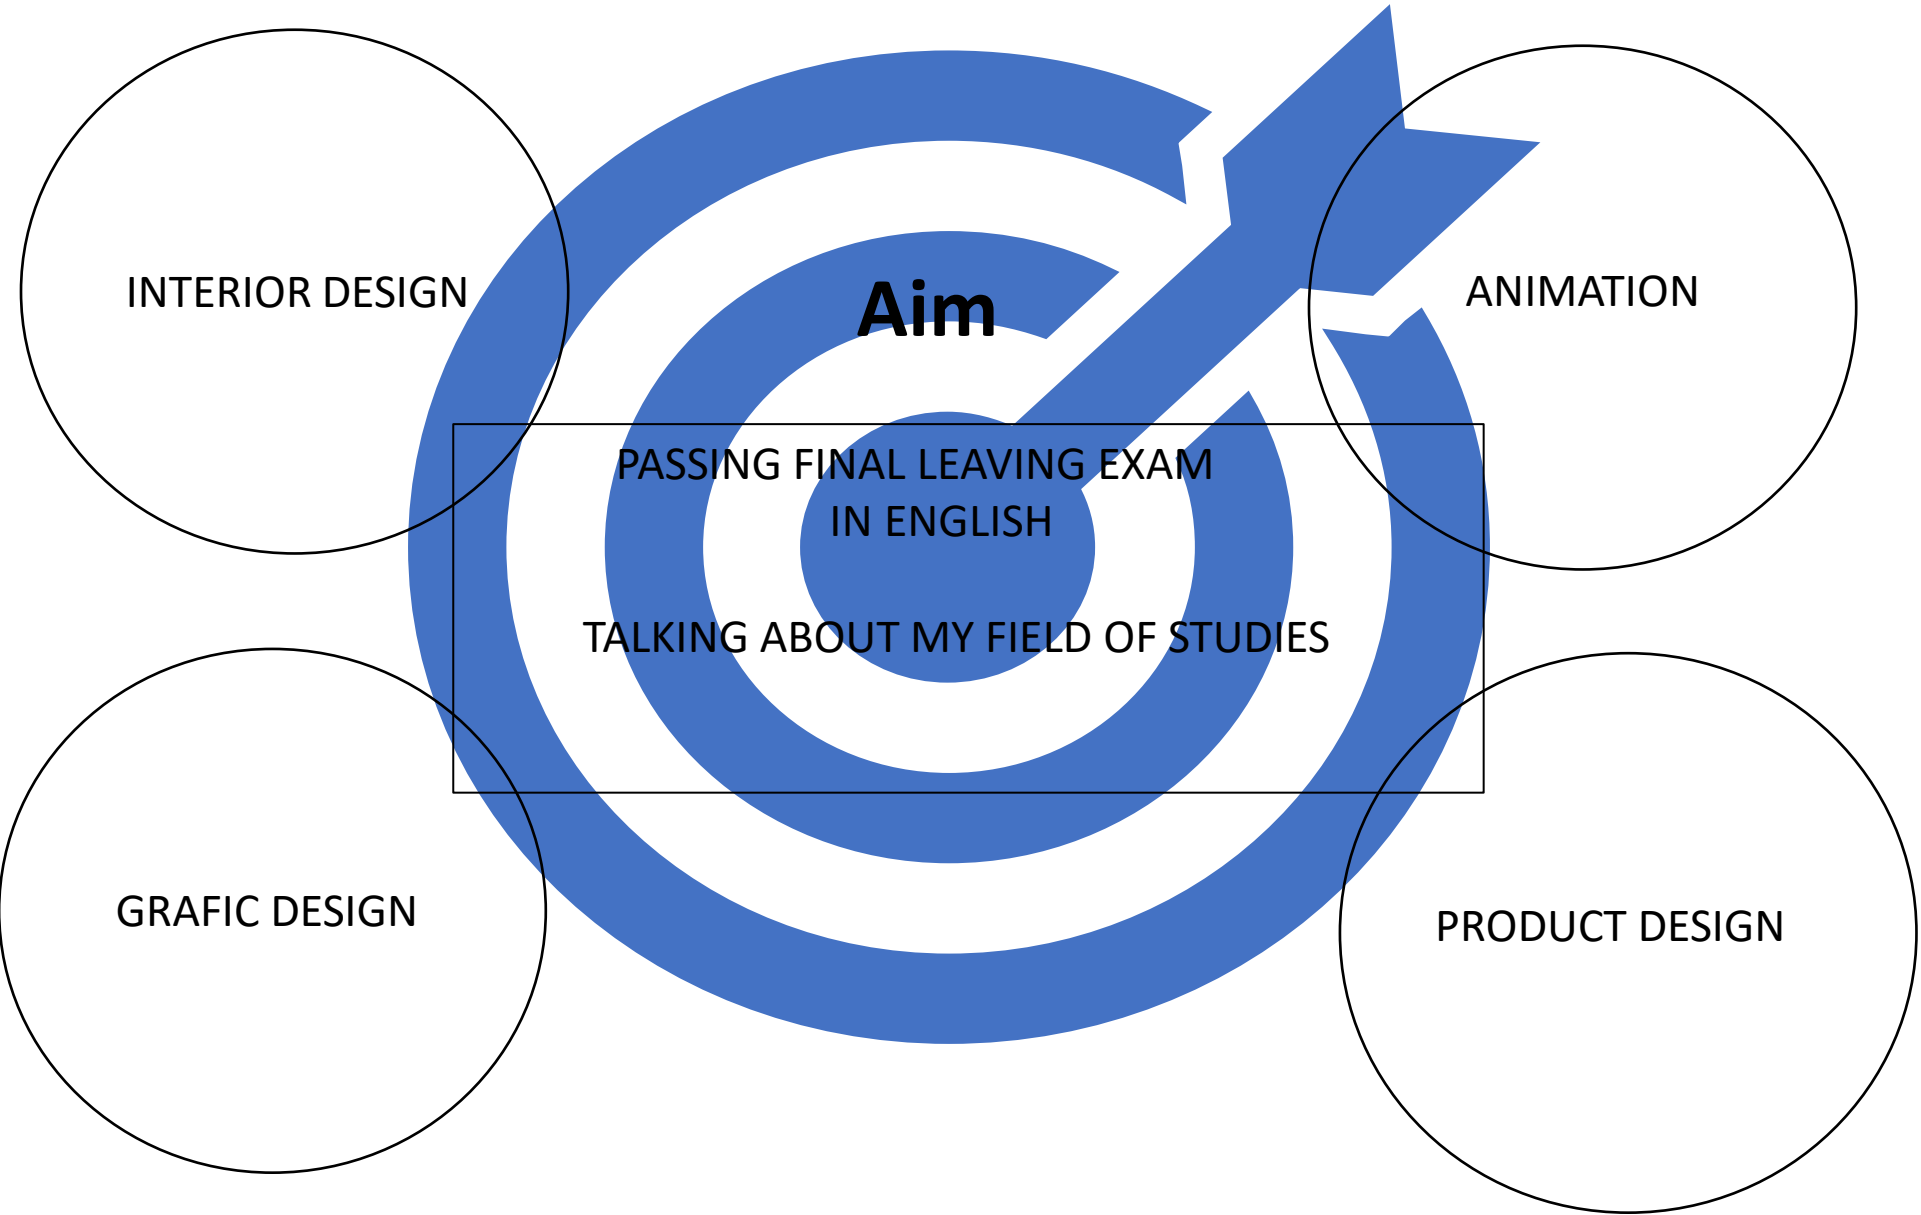 INTERIOR DESIGN
ANIMATION
Aim
PASSING FINAL LEAVING EXAM
IN ENGLISH
TALKING ABOUT MY FIELD OF STUDIES
GRAFIC DESIGN
PRODUCT DESIGN